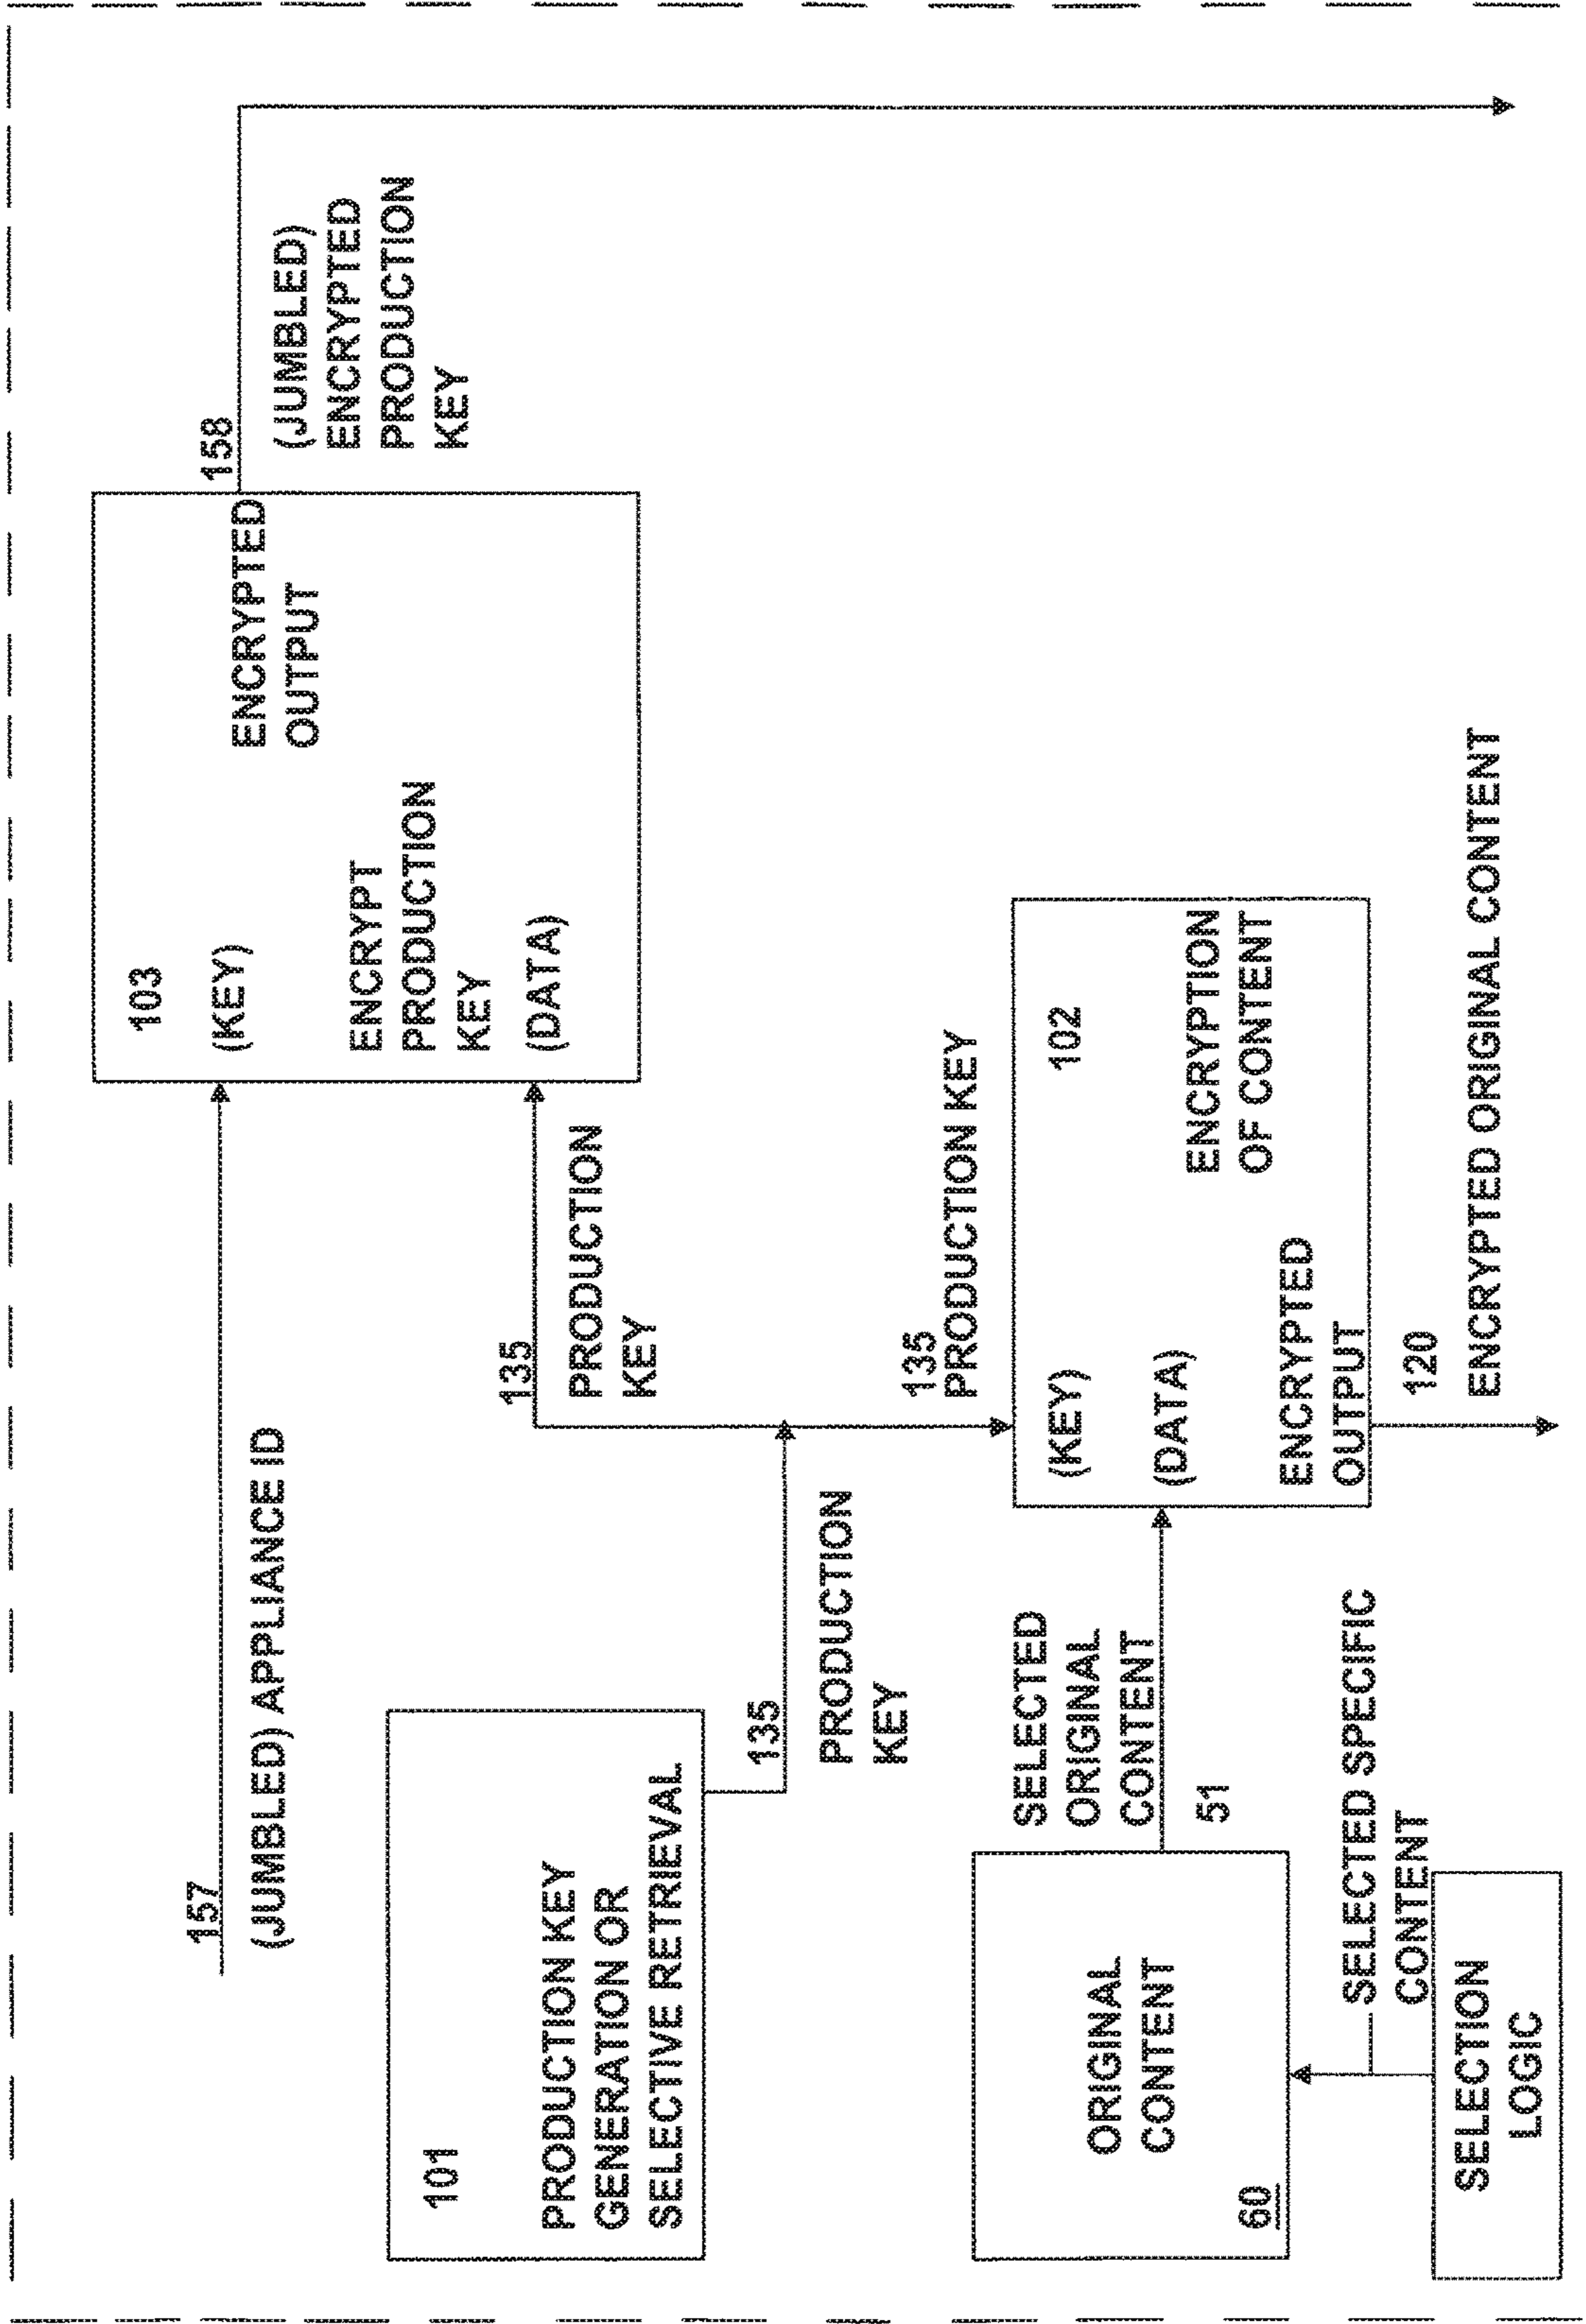 157
(JUMBLED) APPLIANCE ID
103
(KEY)
ENCRYPT
PRODUCTION
KEY
(DATA)
ENCRYPTED
OUTPUT
158
(JUMBLED)
ENCRYPTED
PRODUCTION
KEY
101
PRODUCTION KEY
GENERATION OR
SELECTIVE RETRIEVAL
135
PRODUCTION
KEY
135
PRODUCTION
KEY
135
PRODUCTION KEY
102
(KEY)
(DATA)
ENCRYPTION
OF CONTENT
ENCRYPTED
OUTPUT
SELECTED
ORIGINAL
CONTENT
51
ORIGINAL
CONTENT
60
SELECTED SPECIFIC
CONTENT
SELECTION
LOGIC
120
ENCRYPTED ORIGINAL CONTENT